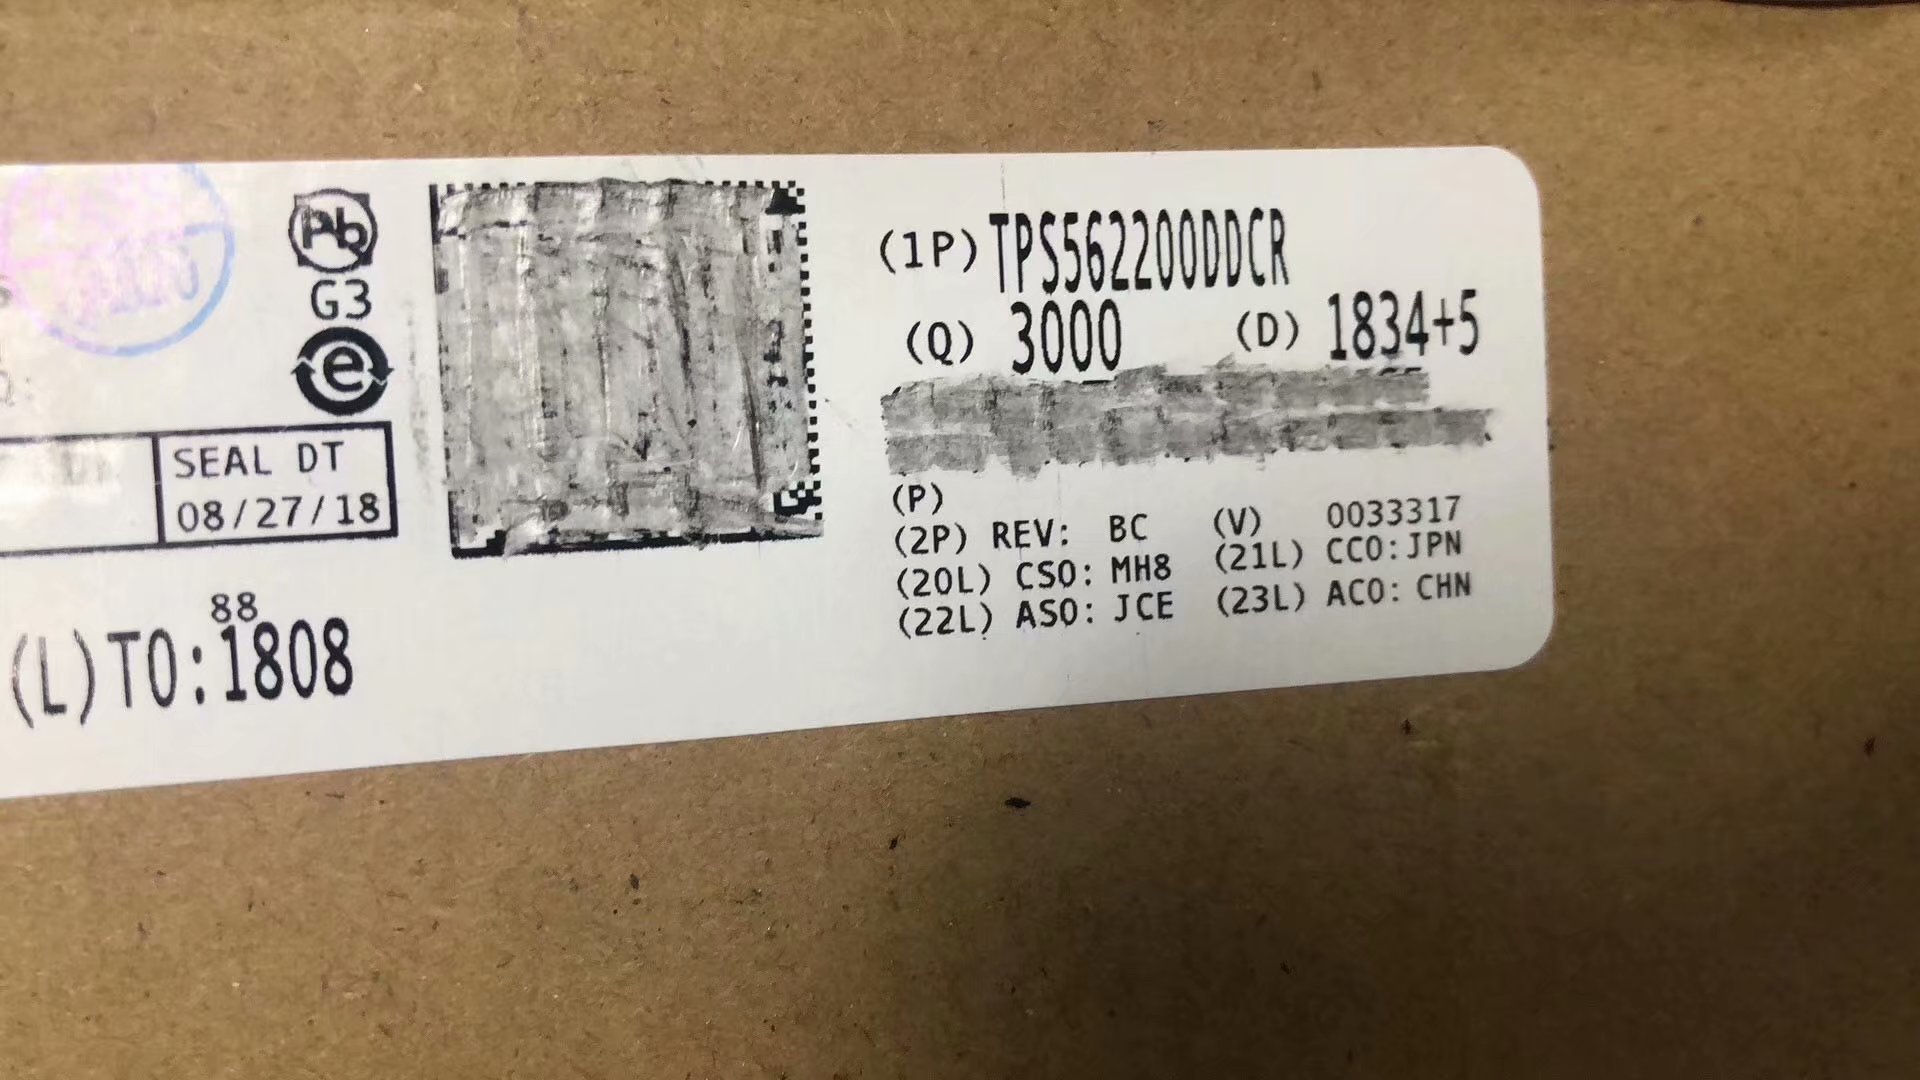 Pb
G3
e
SEAL DT
08/27/18
88
(L)TO:1808
(1P) TPS562200DDCR
(Q) 3000 (D) 1834+5
(P)
(2P) REV: BC (V) 0033317
(20L) CSO: MH8 (21L) CCO:JPN
(22L) ASO: JCE (23L) ACO: CHN